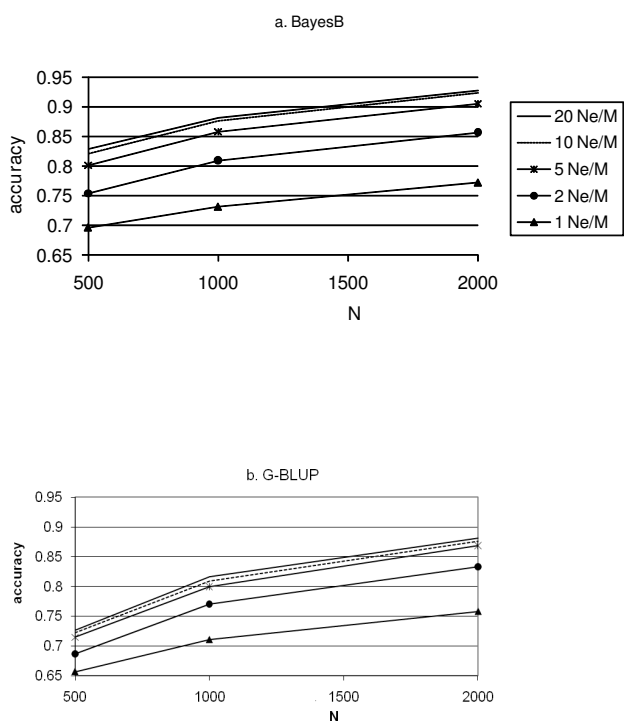 a. BayesB
0.95
0.9
0.85
0.8
0.75
0.7
0.65
accuracy
500 1000 1500 2000
N
20 Ne/M
10 Ne/M
5 Ne/M
2 Ne/M
1 Ne/M
b. G-BLUP
0.95
0.9
0.85
0.8
0.75
0.7
0.65
accuracy
500 1000 1500 2000
N